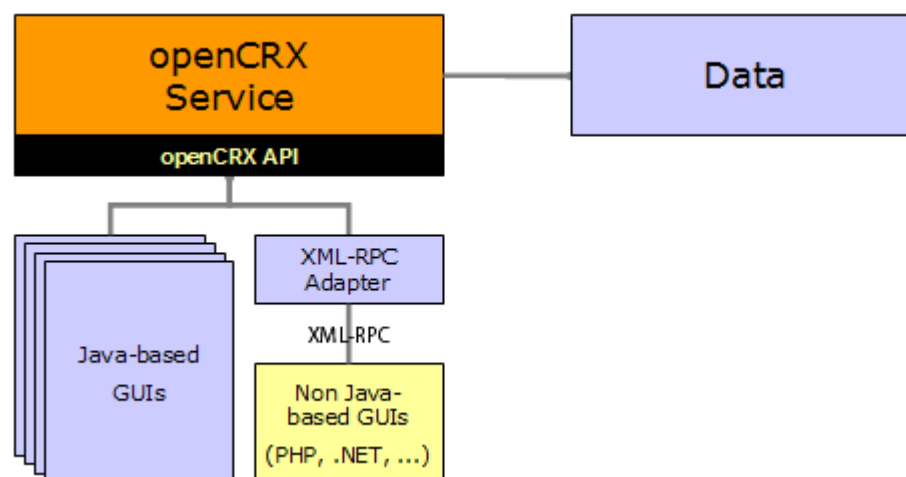 openCRX
Service
Data
openCRX API
XML-RPC
Adapter
XML-RPC
Java-based
GUIs
Non Java-
based GUIs
(PHP, .NET, ...)